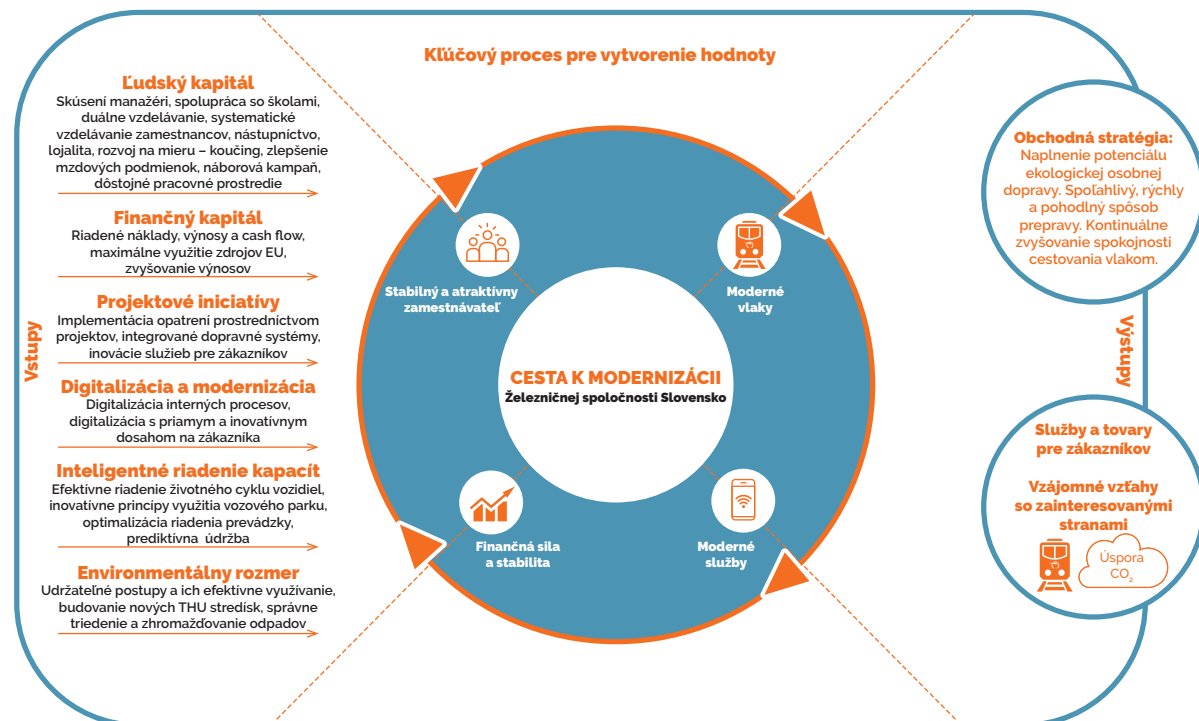 Kľúčový proces pre vytvorenie hodnoty
Vstupy
Ľudský kapitál
Skúsení manažéri, spolupráca so školami,
duálne vzdelávanie, systematické
vzdelávanie zamestnancov, nástupníctvo,
lojalita, rozvoj na mieru – koučing, zlepšenie
mzdových podmienok, náborová kampaň,
dôstojné pracovné prostredie
Finančný kapitál
Riadené náklady, výnosy a cash flow,
maximálne využitie zdrojov EU,
zvyšovanie výnosov
Projektové iniciatívy
Implementácia opatrení prostredníctvom
projektov, integrované dopravné systémy,
inovácie služieb pre zákazníkov
Digitalizácia a modernizácia
Digitalizácia interných procesov,
digitalizácia s priamym a inovatívnym
dosahom na zákazníka
Inteligentné riadenie kapacít
Efektívne riadenie životného cyklu vozidiel,
inovatívne princípy využitia vozového parku,
optimalizácia riadenia prevádzky,
prediktívna údržba
Environmentálny rozmer
Udržateľné postupy a ich efektívne využívanie,
budovanie nových THU stredísk, správne
triedenie a zhromažďovanie odpadov
Stabilný a atraktívny
zamestnávateľ
Moderné
vlaky
CESTA K MODERNIZÁCII
Železničnej spoločnosti Slovensko
Finančná sila
a stabilita
Moderné
služby
Výstupy
Obchodná stratégia:
Naplnenie potenciálu
ekologickej osobnej
dopravy. Spoľahlivý, rýchly
a pohodlný spôsob
prepravy. Kontinuálne
zvyšovanie spokojnosti
cestovania vlakom.
Služby a tovary
pre zákazníkov
Vzájomné vzťahy
so zainteresovanými
stranami
Úspora
CO₂